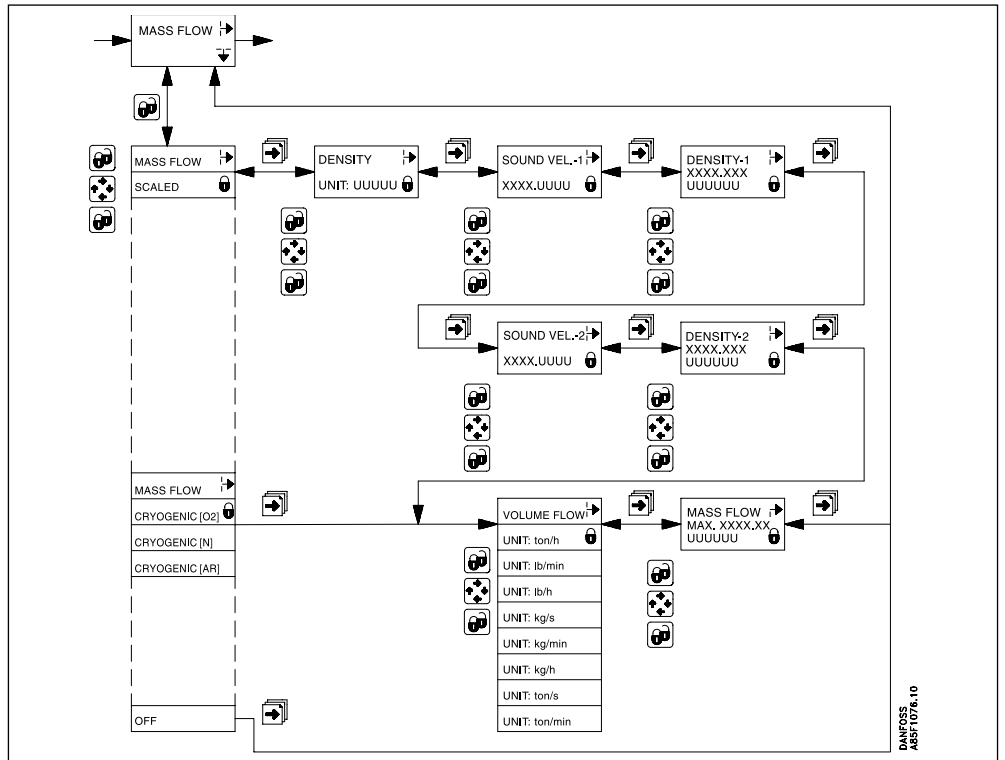 MASS FLOW
MASS FLOW
SCALED
DENSITY
UNIT: UUUUU
SOUND VEL.-1
XXXX.UUUU
DENSITY-1
XXXX.XXX
UUUUUU
SOUND VEL.-2
XXXX.UUUU
DENSITY-2
XXXX.XXX
UUUUUU
MASS FLOW
CRYOGENIC [O2]
CRYOGENIC [N]
CRYOGENIC [AR]
OFF
VOLUME FLOW
UNIT: ton/h
UNIT: lb/min
UNIT: lb/h
UNIT: kg/s
UNIT: kg/min
UNIT: kg/h
UNIT: ton/s
UNIT: ton/min
MASS FLOW
MAX. XXXX.XX
UUUUUU
DANFOSS
A85F1076.10